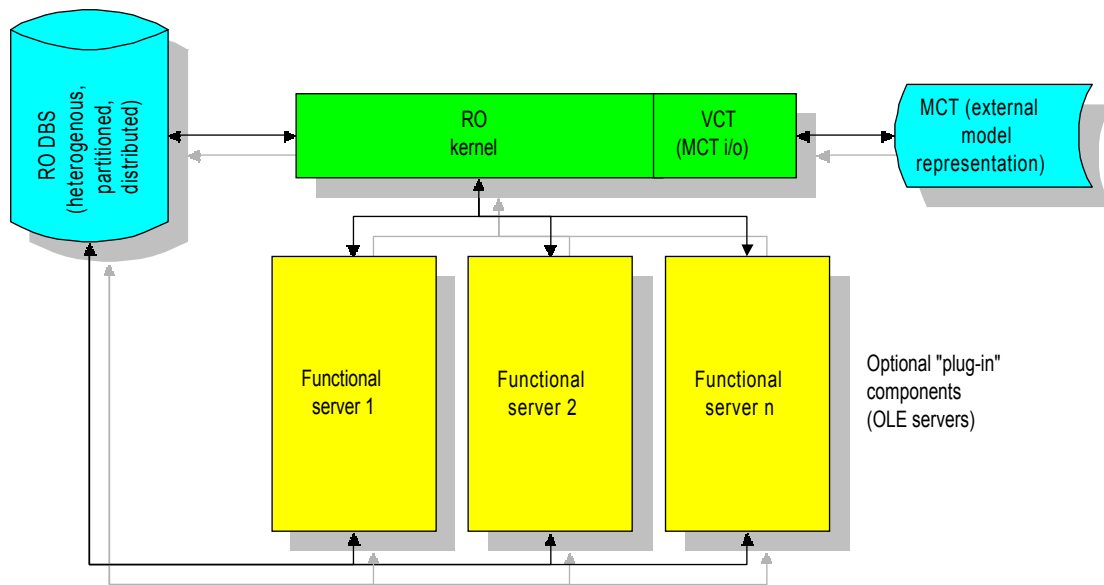 RO DBS
(heterogenous,
partitioned,
distributed)
RO
kernel
VCT
(MCT i/o)
MCT (external
model
representation)
Functional
server 1
Functional
server 2
Functional
server n
Optional "plug-in"
components
(OLE servers)